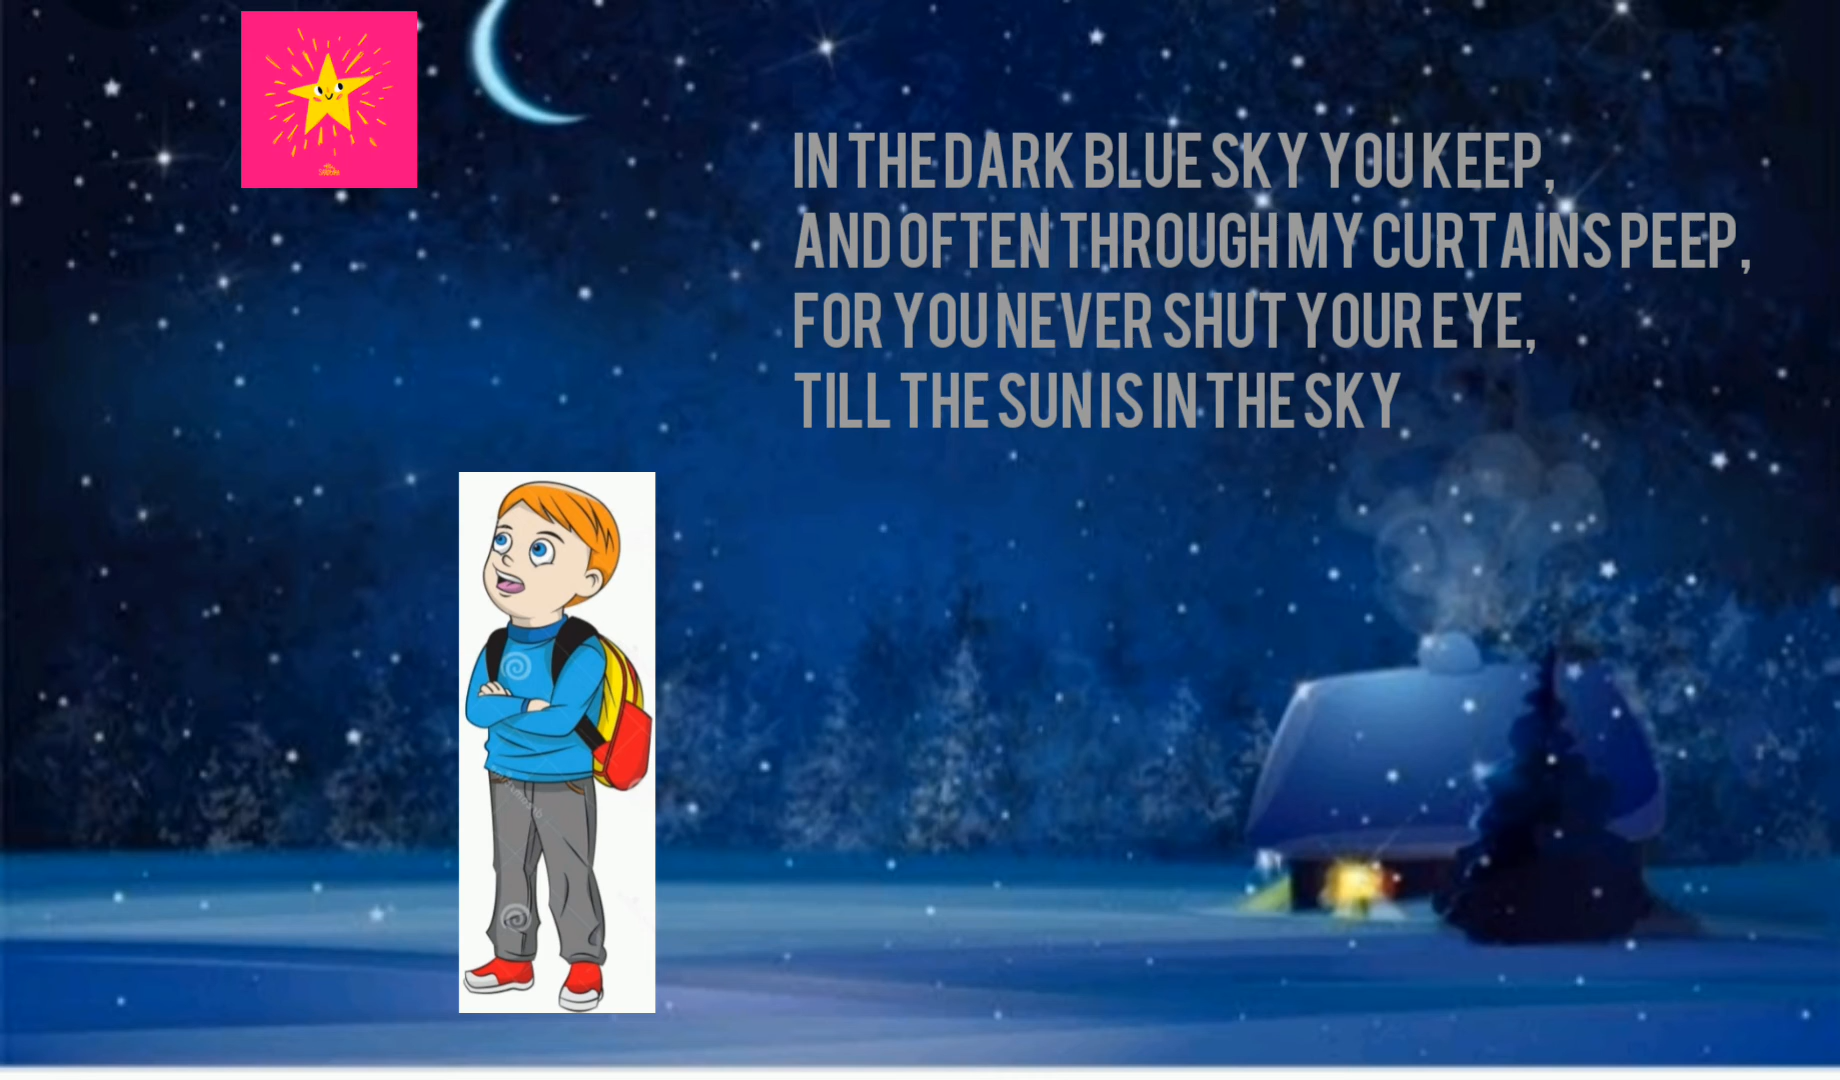 IN THE DARK BLUE SKY YOU KEEP,
AND OFTEN THROUGH MY CURTAINS PEEP,
FOR YOU NEVER SHUT YOUR EYE,
TILL THE SUN IS IN THE SKY